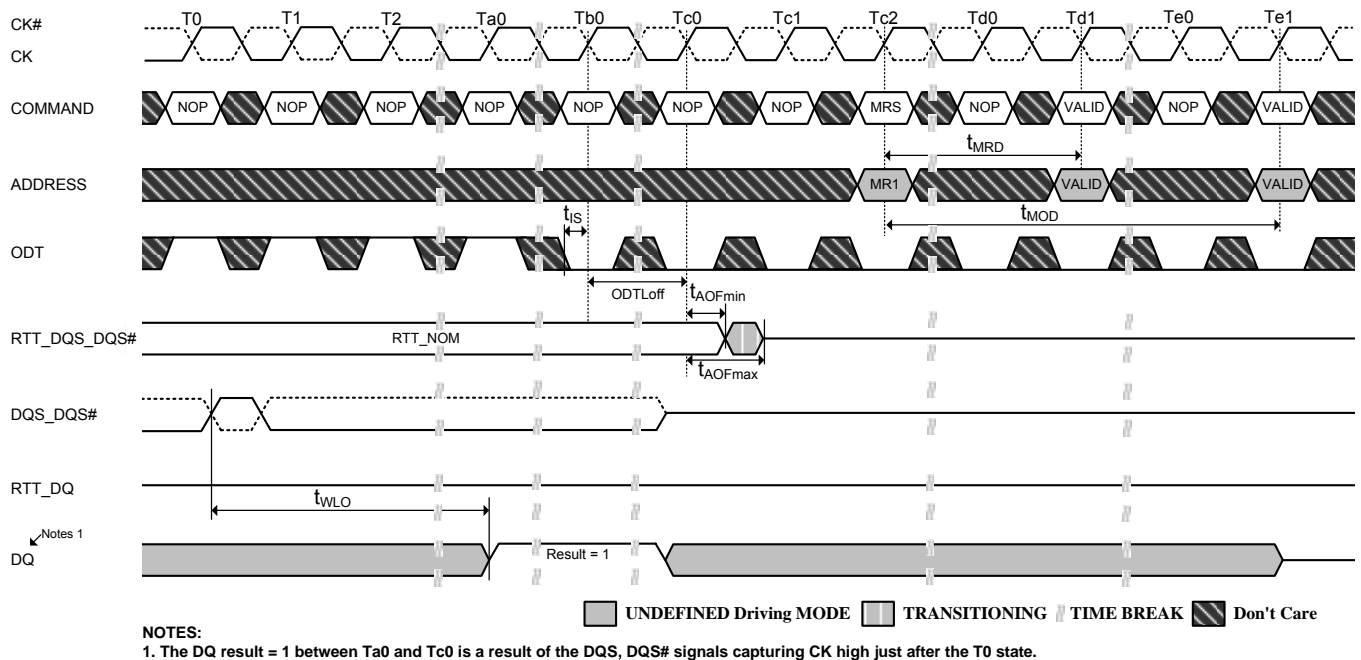 T0 T1 T2 Ta0 Tb0 Tc0 Tc1 Tc2 Td0 Td1 Te0 Te1
CK#
CK
COMMAND NOP NOP NOP NOP NOP NOP NOP MRS NOP VALID NOP VALID
tMRD
ADDRESS MR1 VALID VALID
tIS tMOD
ODT
ODTLoff tAOFmin
RTT_DQS_DQS# RTT_NOM
tAOFmax
DQS_DQS#
RTT_DQ
tWLO
Notes 1
DQ Result = 1
UNDEFINED Driving MODE TRANSITIONING TIME BREAK Don't Care
NOTES:
1. The DQ result = 1 between Ta0 and Tc0 is a result of the DQS, DQS# signals capturing CK high just after the T0 state.